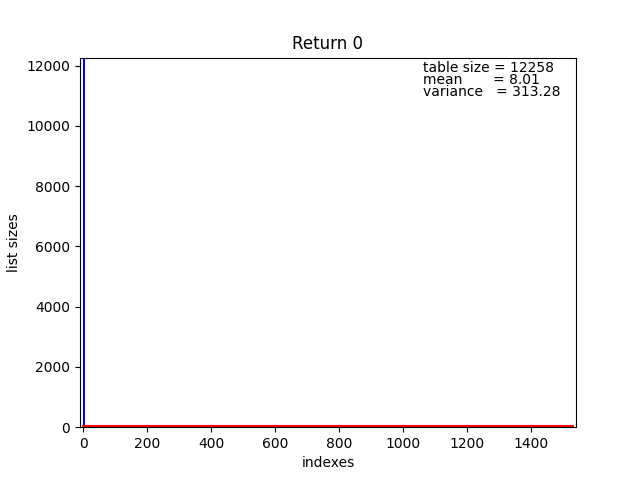 Return 0
table size = 12258
mean = 8.01
variance = 313.28
12000
10000
8000
6000
4000
2000
0
list sizes
0 200 400 600 800 1000 1200 1400
indexes